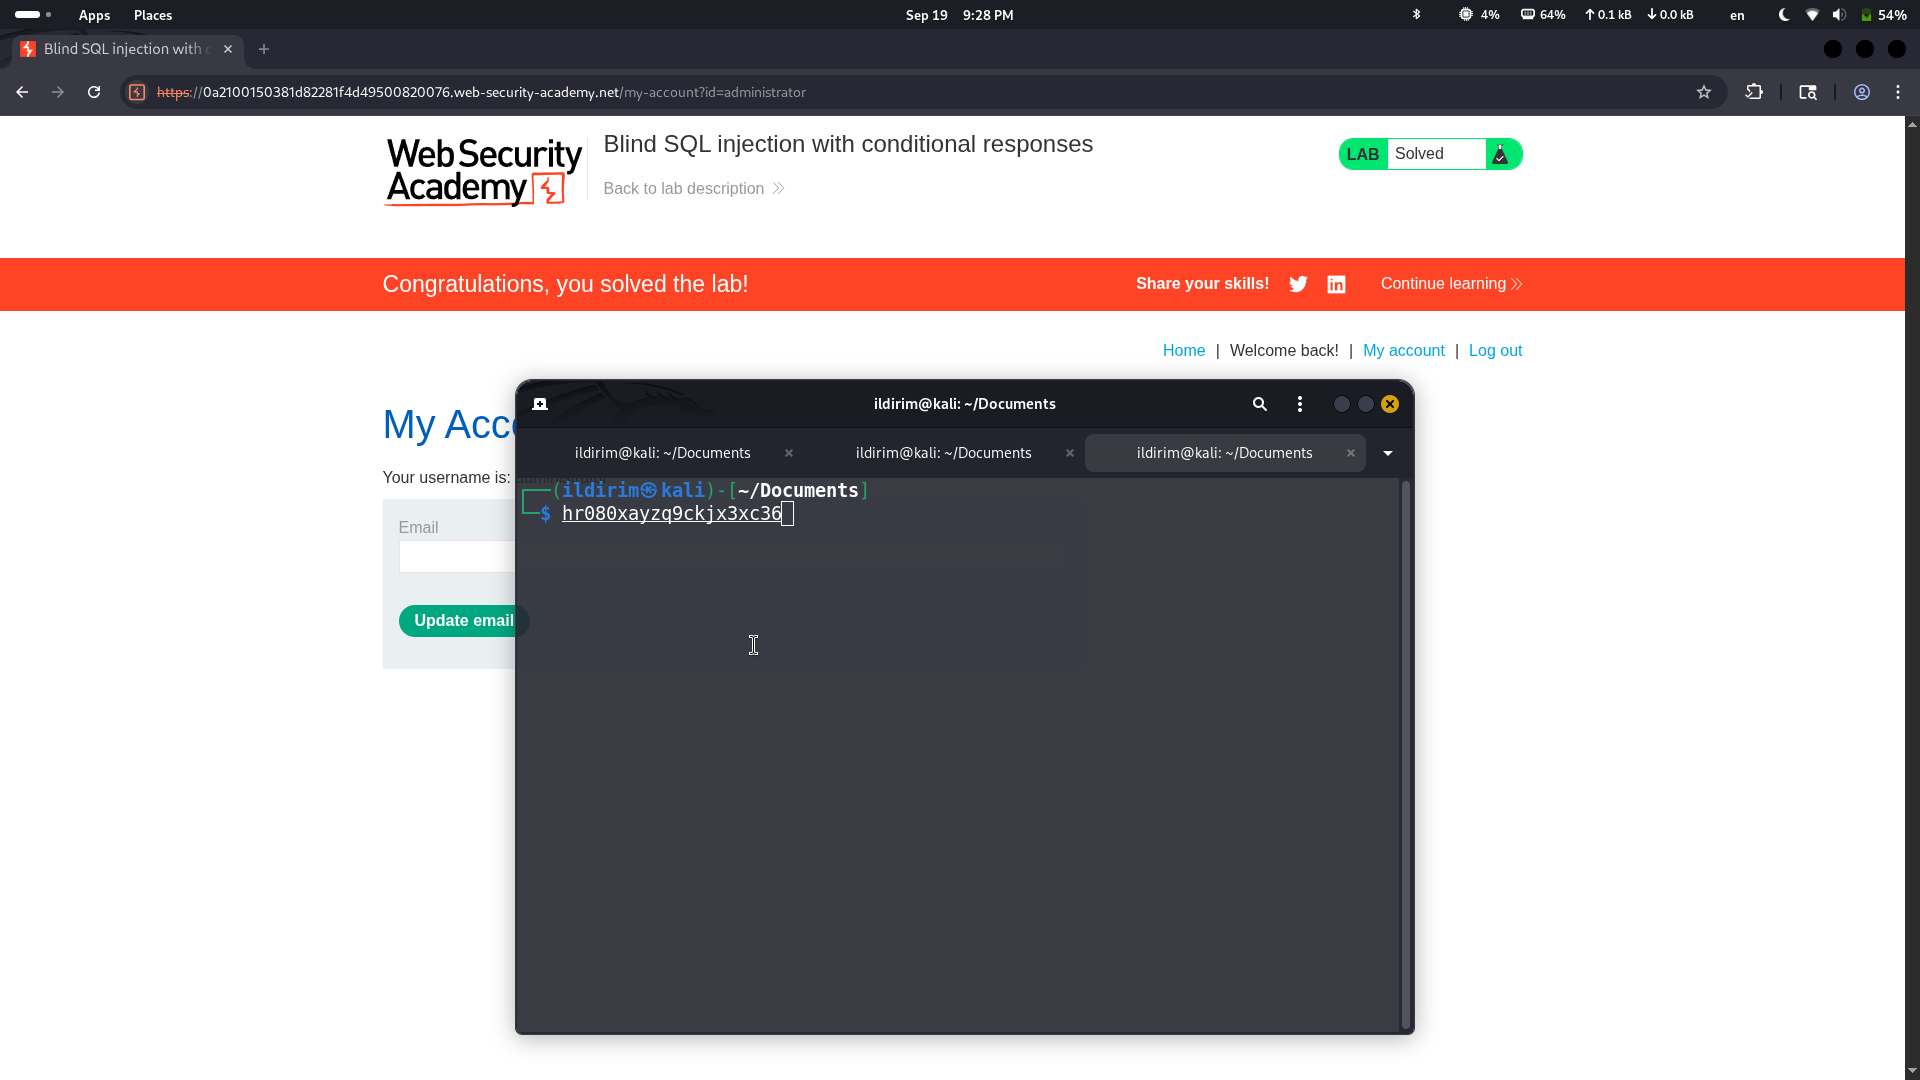 Apps Places Sep 19 9:28 PM 4% 64% 0.1 kB 0.0 kB en 54%
Blind SQL injection with c
https://0a2100150381d82281f4d49500820076.web-security-academy.net/my-account?id=administrator
Web Security
Academy
Blind SQL injection with conditional responses
Back to lab description
LAB Solved
Congratulations, you solved the lab!
Share your skills!
Continue learning
Home | Welcome back! | My account | Log out
My Acco
Your username is: administrator
Email
Update email
ildirim@kali: ~/Documents
ildirim@kali: ~/Documents ildirim@kali: ~/Documents ildirim@kali: ~/Documents
(ildirim㉿kali)-[~/Documents]
$ hr080xayzq9ckjx3xc36